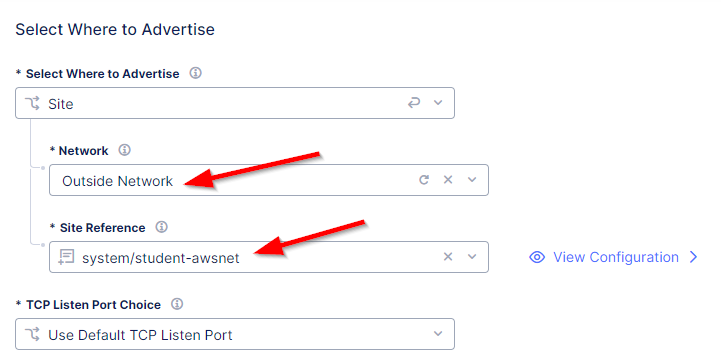 Select Where to Advertise
* Select Where to Advertise
Site
* Network
Outside Network
* Site Reference
system/student-awsnet
View Configuration
* TCP Listen Port Choice
Use Default TCP Listen Port